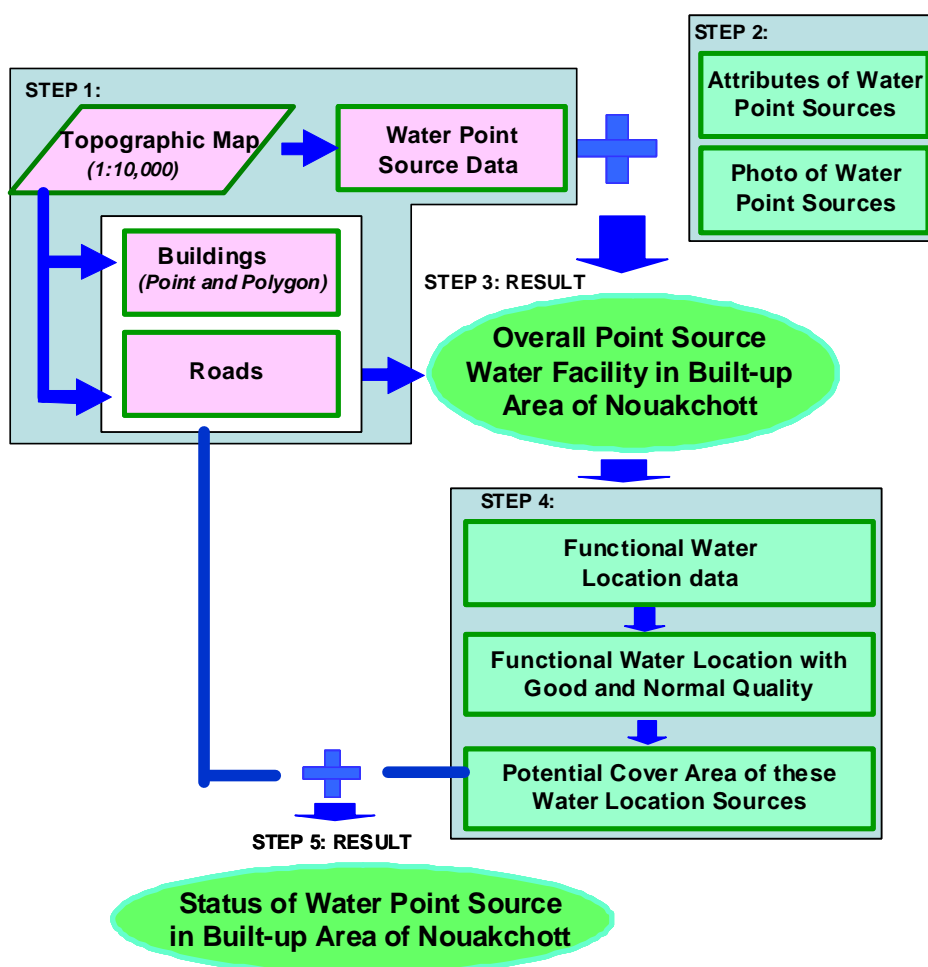 STEP 1:
Topographic Map
(1:10,000)
Water Point
Source Data
Buildings
(Point and Polygon)
Roads
STEP 2:
Attributes of Water
Point Sources
Photo of Water
Point Sources
STEP 3: RESULT
Overall Point Source
Water Facility in Built-up
Area of Nouakchott
STEP 4:
Functional Water
Location data
Functional Water Location with
Good and Normal Quality
Potential Cover Area of these
Water Location Sources
STEP 5: RESULT
Status of Water Point Source
in Built-up Area of Nouakchott